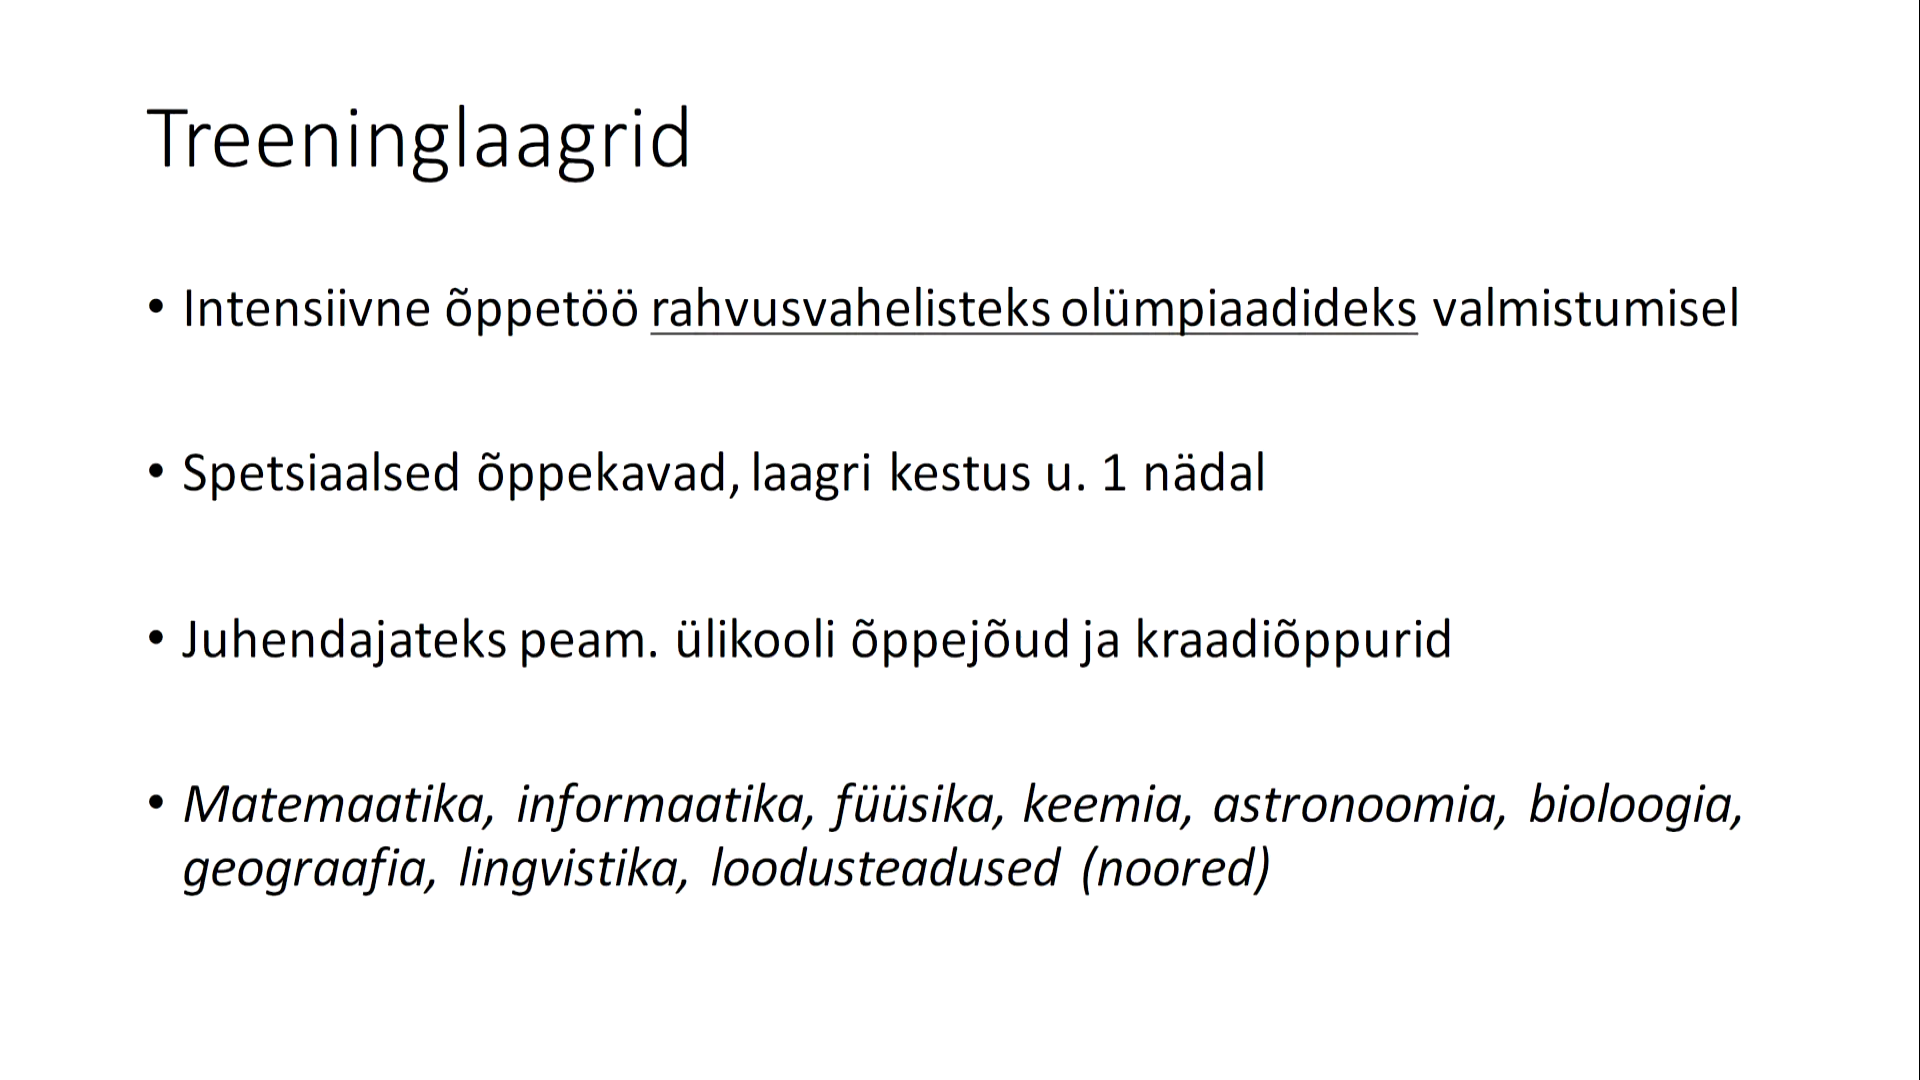 Treeninglaagrid
• Intensiivne õppetöö rahvusvahelisteks olümpiaadideks valmistumisel
• Spetsiaalsed õppekavad, laagri kestus u. 1 nädal
• Juhendajateks peam. ülikooli õppejõud ja kraadiõppurid
• Matemaatika, informaatika, füüsika, keemia, astronoomia, bioloogia,
geograafia, lingvistika, loodusteadused (noored)